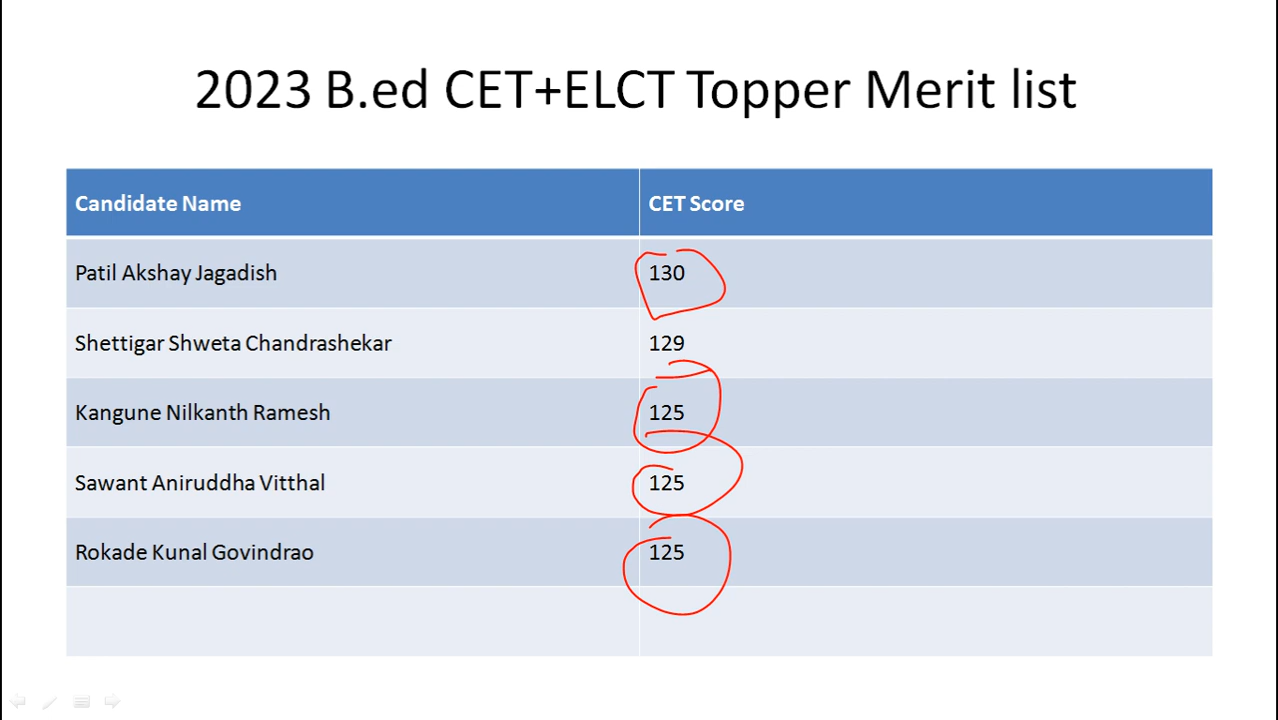 2023 B.ed CET+ELCT Topper Merit list
Candidate Name CET Score
Patil Akshay Jagadish 130
Shettigar Shweta Chandrashekar 129
Kangune Nilkanth Ramesh 125
Sawant Aniruddha Vitthal 125
Rokade Kunal Govindrao 125